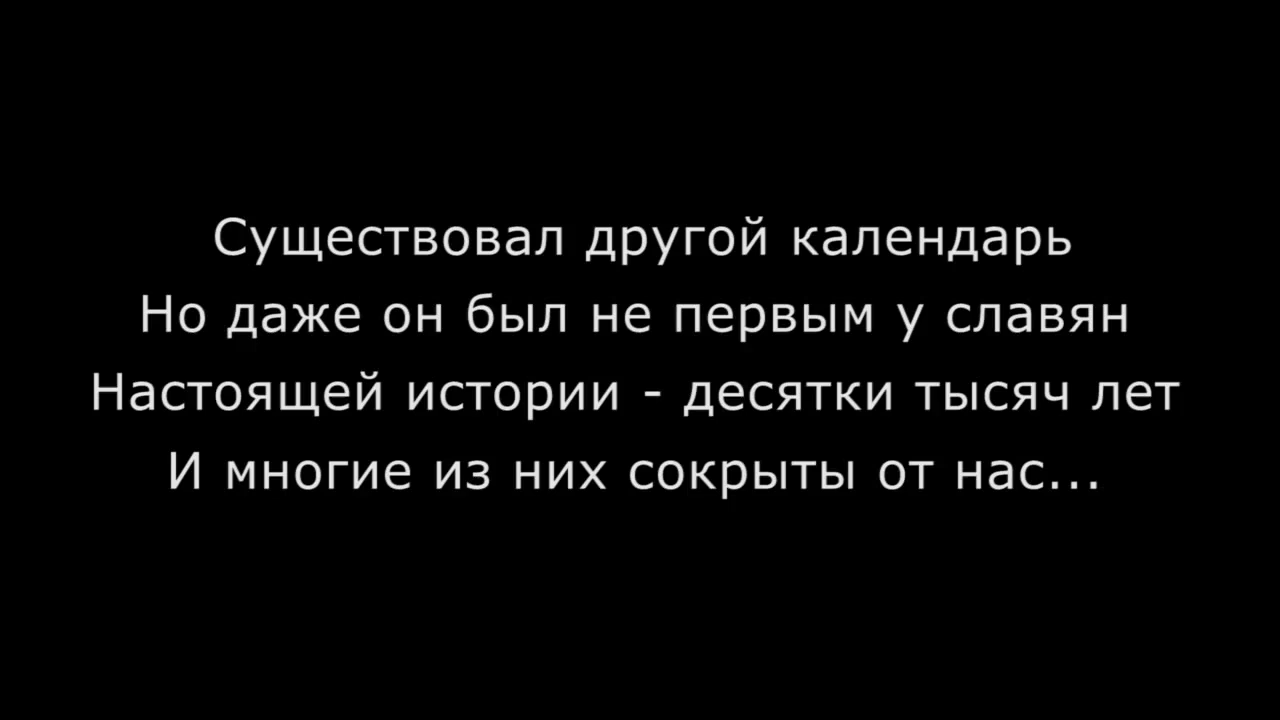 Существовал другой календарь
Но даже он был не первым у славян
Настоящей истории - десятки тысяч лет
И многие из них сокрыты от нас...